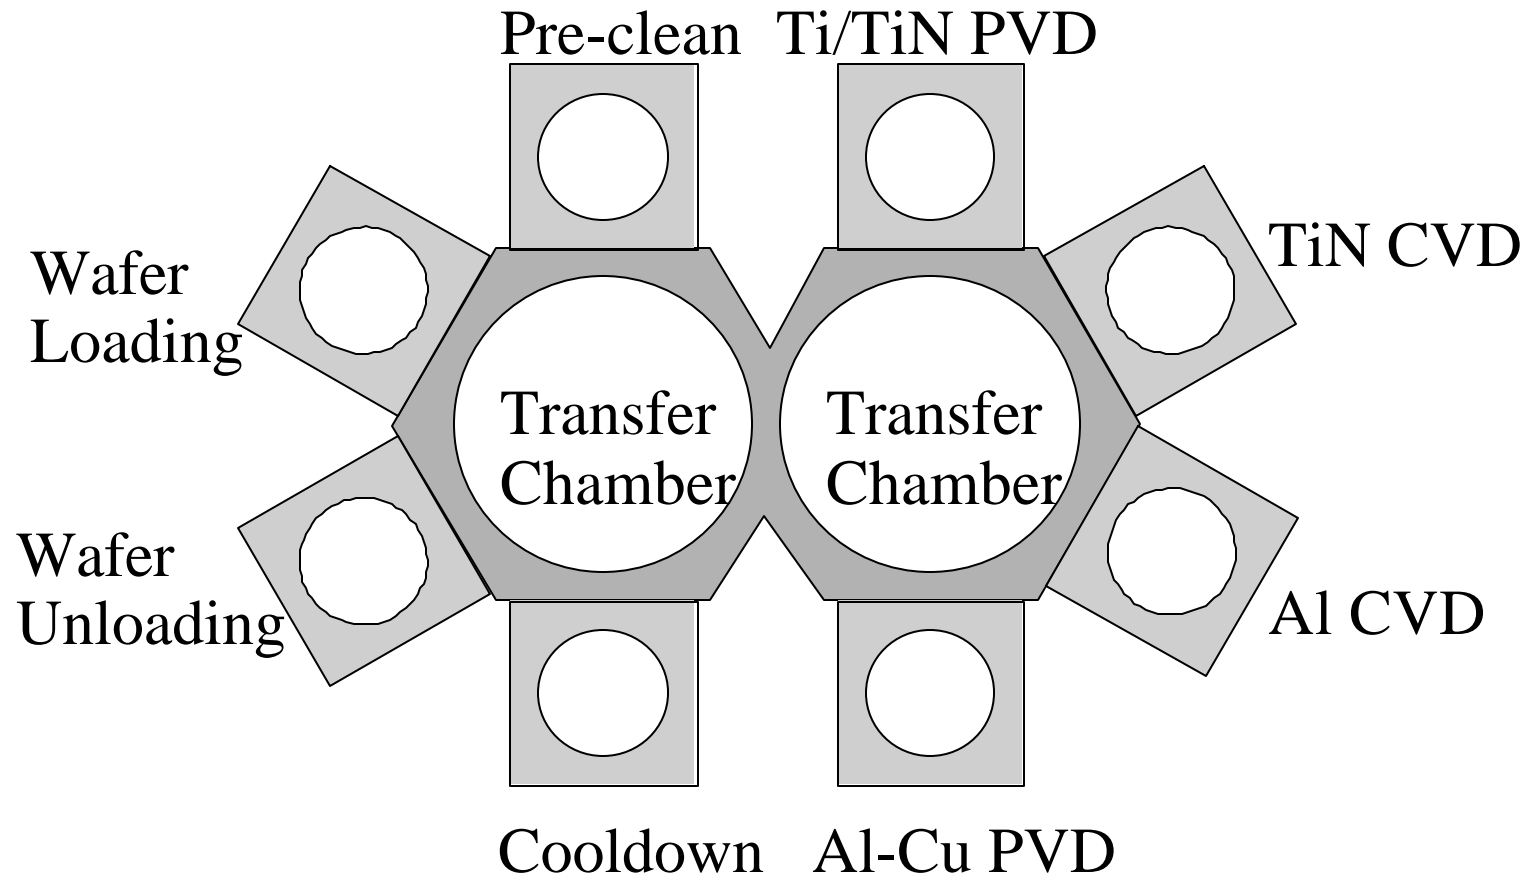 Pre-clean
Ti/TiN PVD
Wafer
Loading
TiN CVD
Transfer
Chamber
Transfer
Chamber
Wafer
Unloading
Al CVD
Cooldown
Al-Cu PVD